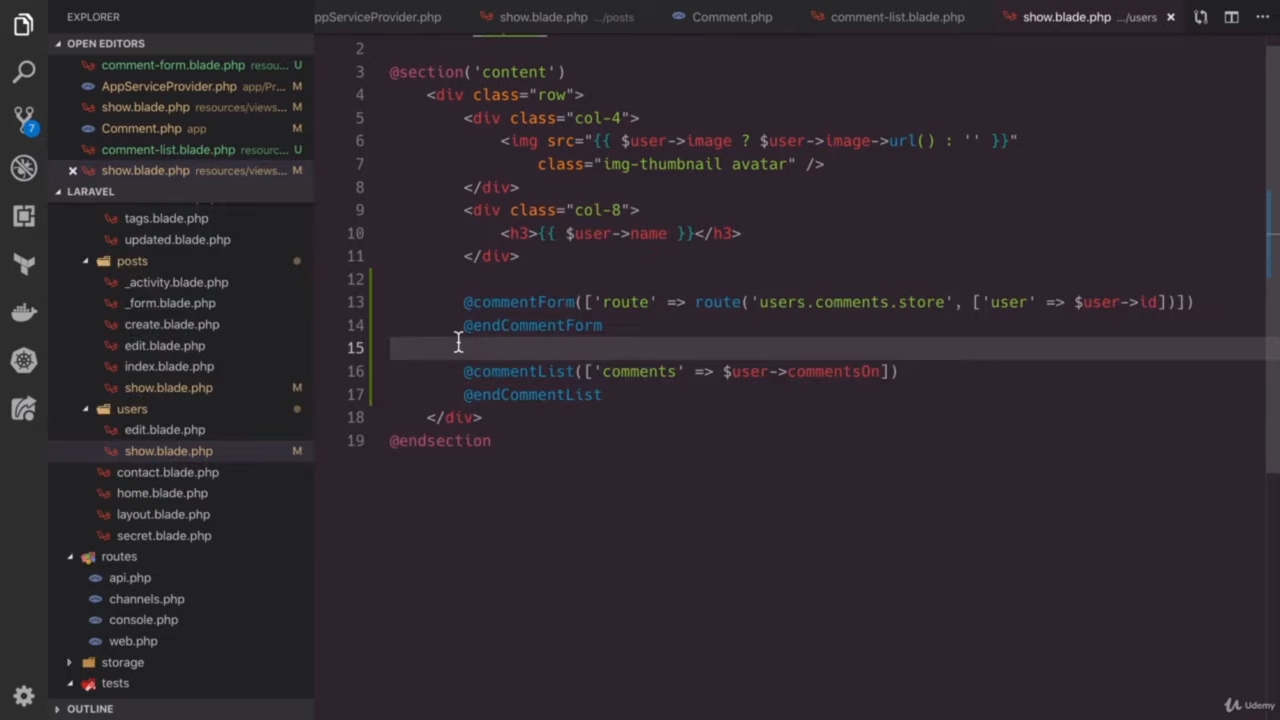 EXPLORER
OPEN EDITORS
comment-form.blade.php resou... U
AppServiceProvider.php app/Pr... M
show.blade.php resources/views... M
Comment.php app M
comment-list.blade.php resourc... U
× show.blade.php resources/views... M
LARAVEL
tags.blade.php
updated.blade.php
posts
_activity.blade.php
_form.blade.php
create.blade.php
edit.blade.php
index.blade.php
show.blade.php M
users
edit.blade.php
show.blade.php M
contact.blade.php
home.blade.php
layout.blade.php
secret.blade.php
routes
api.php
channels.php
console.php
web.php
storage
tests
OUTLINE
7
ppServiceProvider.php show.blade.php .../posts Comment.php comment-list.blade.php show.blade.php .../users ×
2
3 @section('content')
4 <div class="row">
5 <div class="col-4">
6 <img src="{{ $user->image ? $user->image->url() : '' }}"
7 class="img-thumbnail avatar" />
8 </div>
9 <div class="col-8">
10 <h3>{{ $user->name }}</h3>
11 </div>
12
13 @commentForm(['route' => route('users.comments.store', ['user' => $user->id])])
14 @endCommentForm
15
16 @commentList(['comments' => $user->commentsOn])
17 @endCommentList
18 </div>
19 @endsection
Udemy